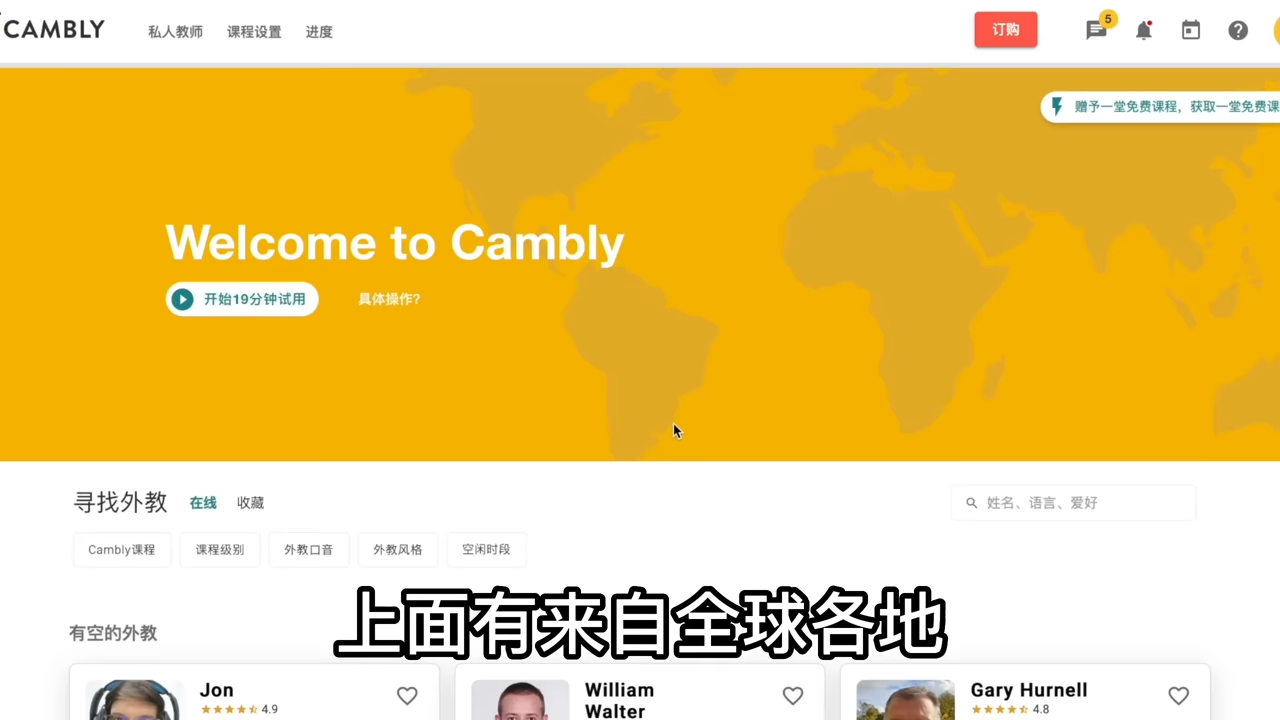 CAMBLY
私人教师 课程设置 进度
订购
5
赠予一堂免费课程，获取一堂免费课
Welcome to Cambly
开始19分钟试用 具体操作?
寻找外教 在线 收藏
姓名、语言、爱好
Cambly课程 课程级别 外教口音 外教风格 空闲时段
上面有来自全球各地
有空的外教
Jon
4.9
William
Walter
Gary Hurnell
4.8